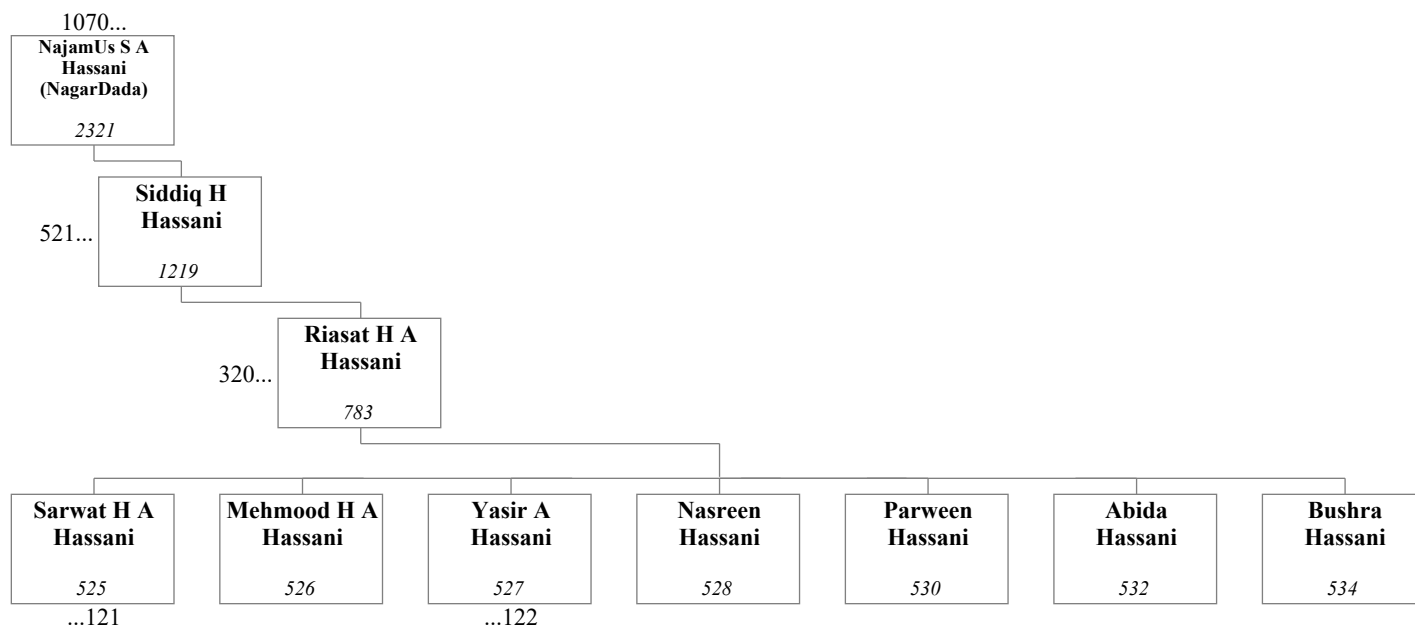 1070...
NajamUs S A
Hassani
(NagarDada)
2321
Siddiq H
Hassani
521...
1219
Riasat H A
Hassani
320...
783
Sarwat H A
Hassani
525
...121
Mehmood H A
Hassani
526
Yasir A
Hassani
527
...122
Nasreen
Hassani
528
Parween
Hassani
530
Abida
Hassani
532
Bushra
Hassani
534